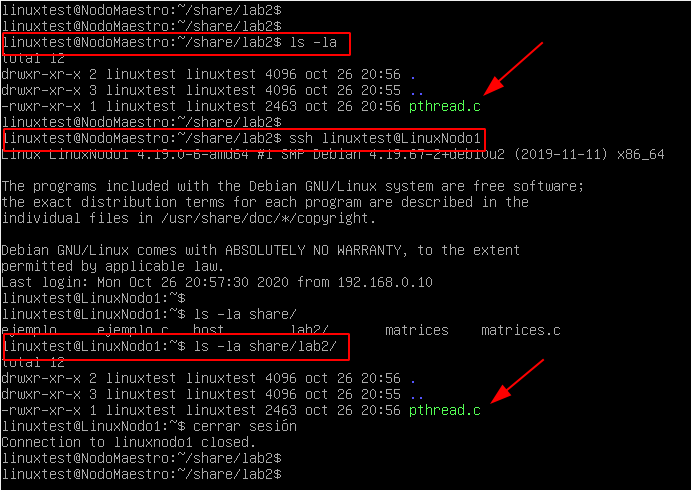 linuxtest@NodoMaestro:~/share/lab2$
linuxtest@NodoMaestro:~/share/lab2$
linuxtest@NodoMaestro:~/share/lab2$ ls -la
total 12
drwxr-xr-x 2 linuxtest linuxtest 4096 oct 26 20:56 .
drwxr-xr-x 3 linuxtest linuxtest 4096 oct 26 20:55 ..
-rwxr-xr-x 1 linuxtest linuxtest 2463 oct 26 20:56 pthread.c
linuxtest@NodoMaestro:~/share/lab2$
linuxtest@NodoMaestro:~/share/lab2$ ssh linuxtest@LinuxNodo1
Linux LinuxNodo1 4.19.0-6-amd64 #1 SMP Debian 4.19.67-2+deb10u2 (2019-11-11) x86_64
The programs included with the Debian GNU/Linux system are free software;
the exact distribution terms for each program are described in the
individual files in /usr/share/doc/*/copyright.
Debian GNU/Linux comes with ABSOLUTELY NO WARRANTY, to the extent
permitted by applicable law.
Last login: Mon Oct 26 20:57:30 2020 from 192.168.0.10
linuxtest@LinuxNodo1:~$
linuxtest@LinuxNodo1:~$ ls -la share/
ejemplo ejemplo.c host lab2/ matrices matrices.c
linuxtest@LinuxNodo1:~$ ls -la share/lab2/
total 12
drwxr-xr-x 2 linuxtest linuxtest 4096 oct 26 20:56 .
drwxr-xr-x 3 linuxtest linuxtest 4096 oct 26 20:55 ..
-rwxr-xr-x 1 linuxtest linuxtest 2463 oct 26 20:56 pthread.c
linuxtest@LinuxNodo1:~$ cerrar sesión
Connection to linuxnodo1 closed.
linuxtest@NodoMaestro:~/share/lab2$
linuxtest@NodoMaestro:~/share/lab2$